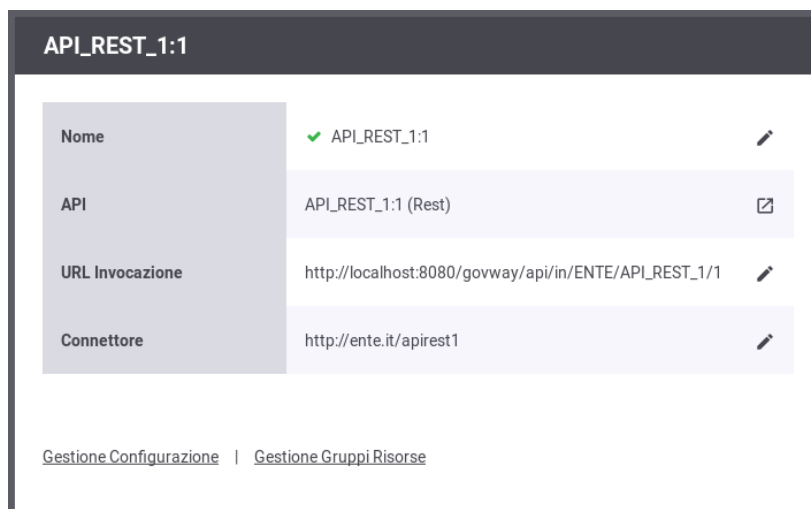 API_REST_1:1
Nome API_REST_1:1
API API_REST_1:1 (Rest)
URL Invocazione http://localhost:8080/govway/api/in/ENTE/API_REST_1/1
Connettore http://ente.it/apirest1
Gestione Configurazione | Gestione Gruppi Risorse